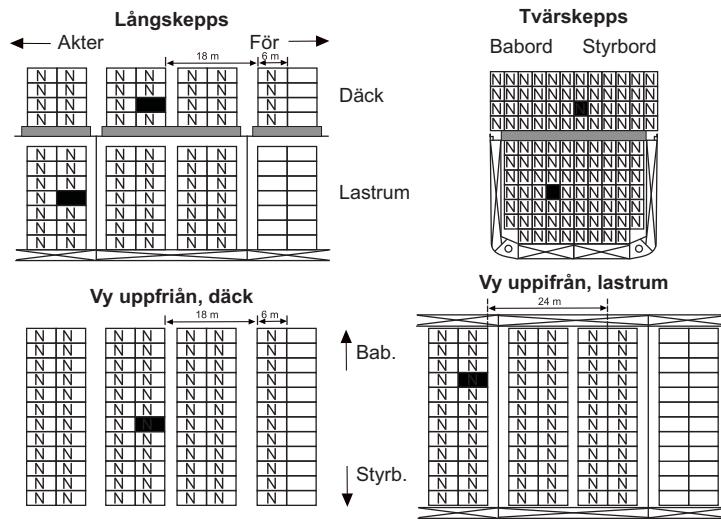 Långskepps
Akter
För
18 m
6 m
Däck
Lastrum
Tvärskepps
Babord
Styrbord
Vy uppfriån, däck
18 m
6 m
Bab.
Styrb.
Vy uppifrån, lastrum
24 m
N